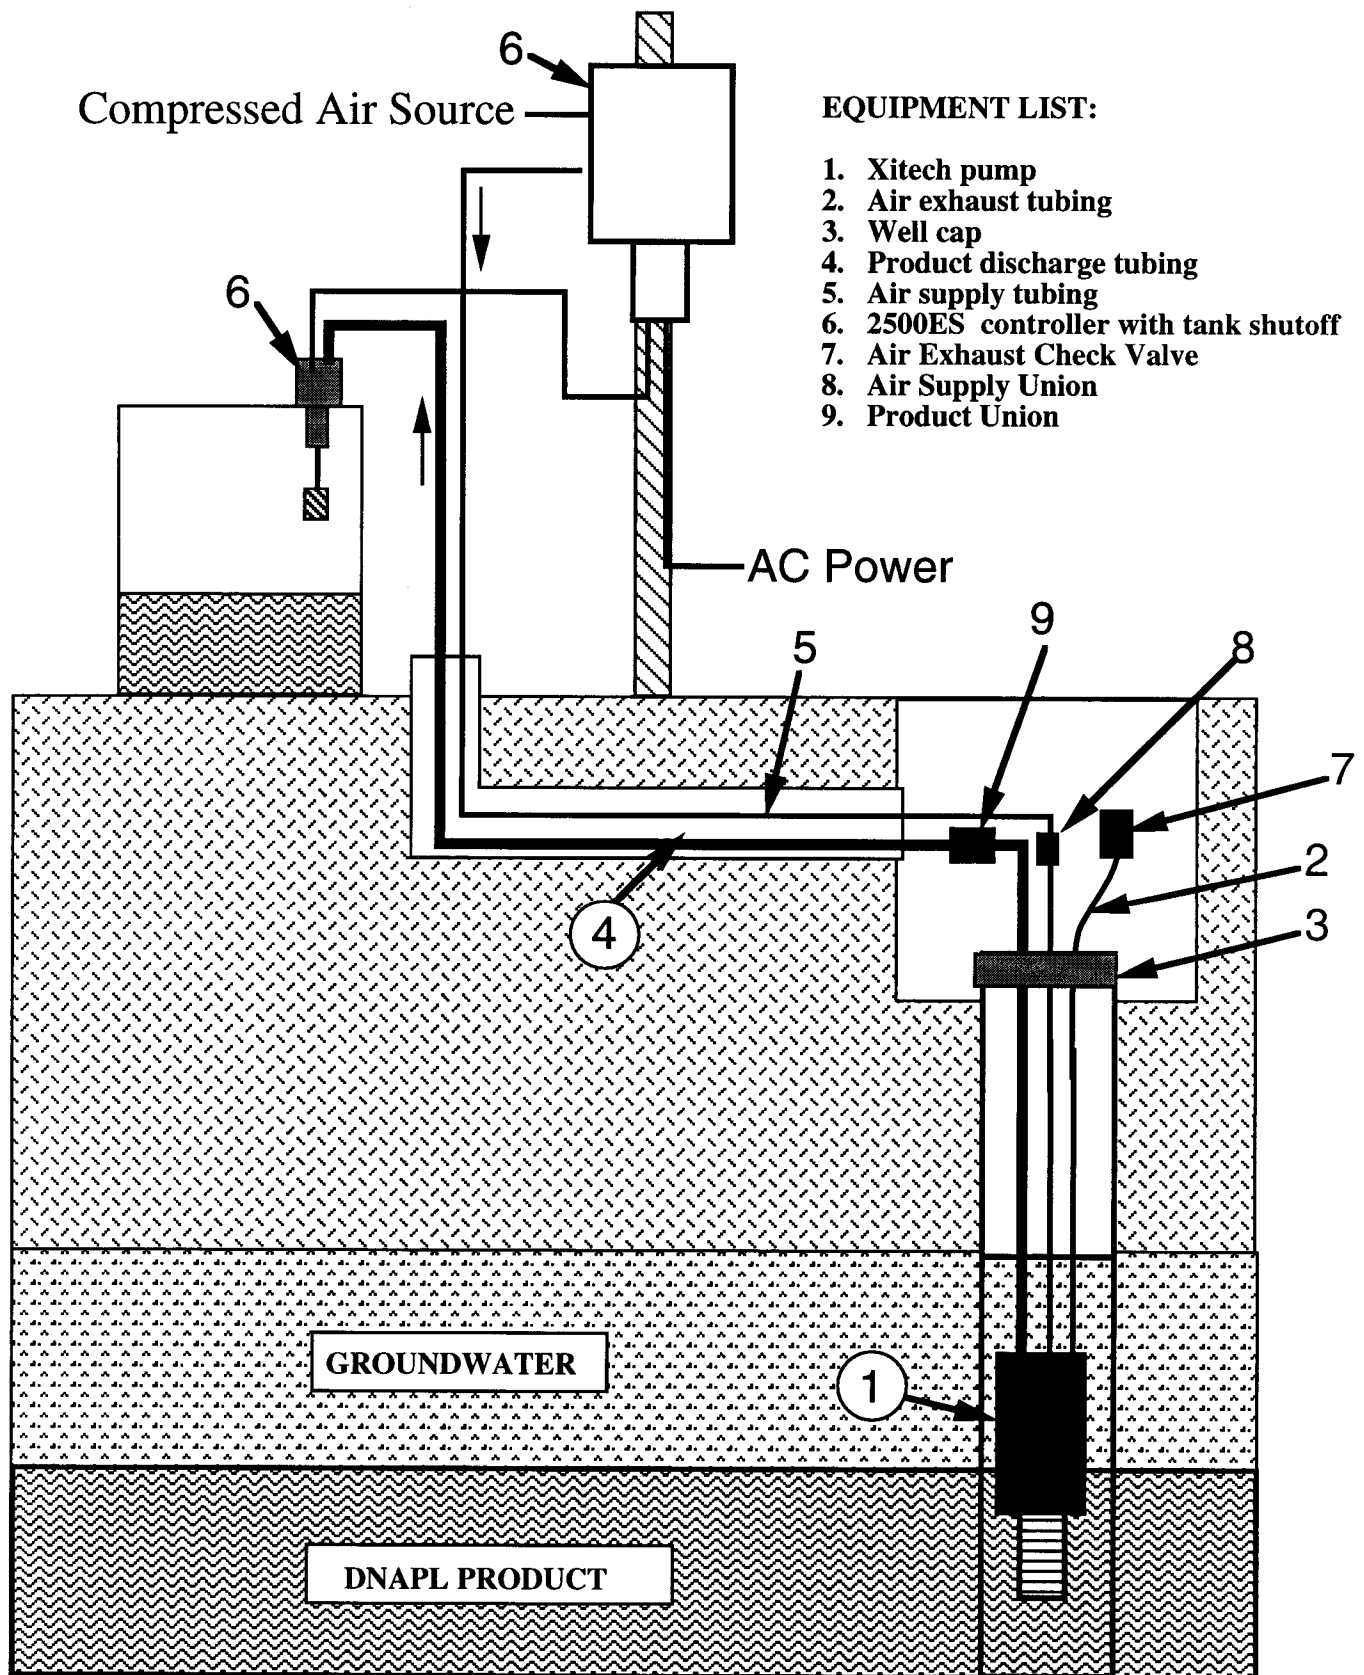 6
Compressed Air Source
EQUIPMENT LIST:
1. Xitech pump
2. Air exhaust tubing
3. Well cap
4. Product discharge tubing
5. Air supply tubing
6. 2500ES controller with tank shutoff
7. Air Exhaust Check Valve
8. Air Supply Union
9. Product Union
6
AC Power
9
5
8
7
2
4
3
GROUNDWATER
1
DNAPL PRODUCT